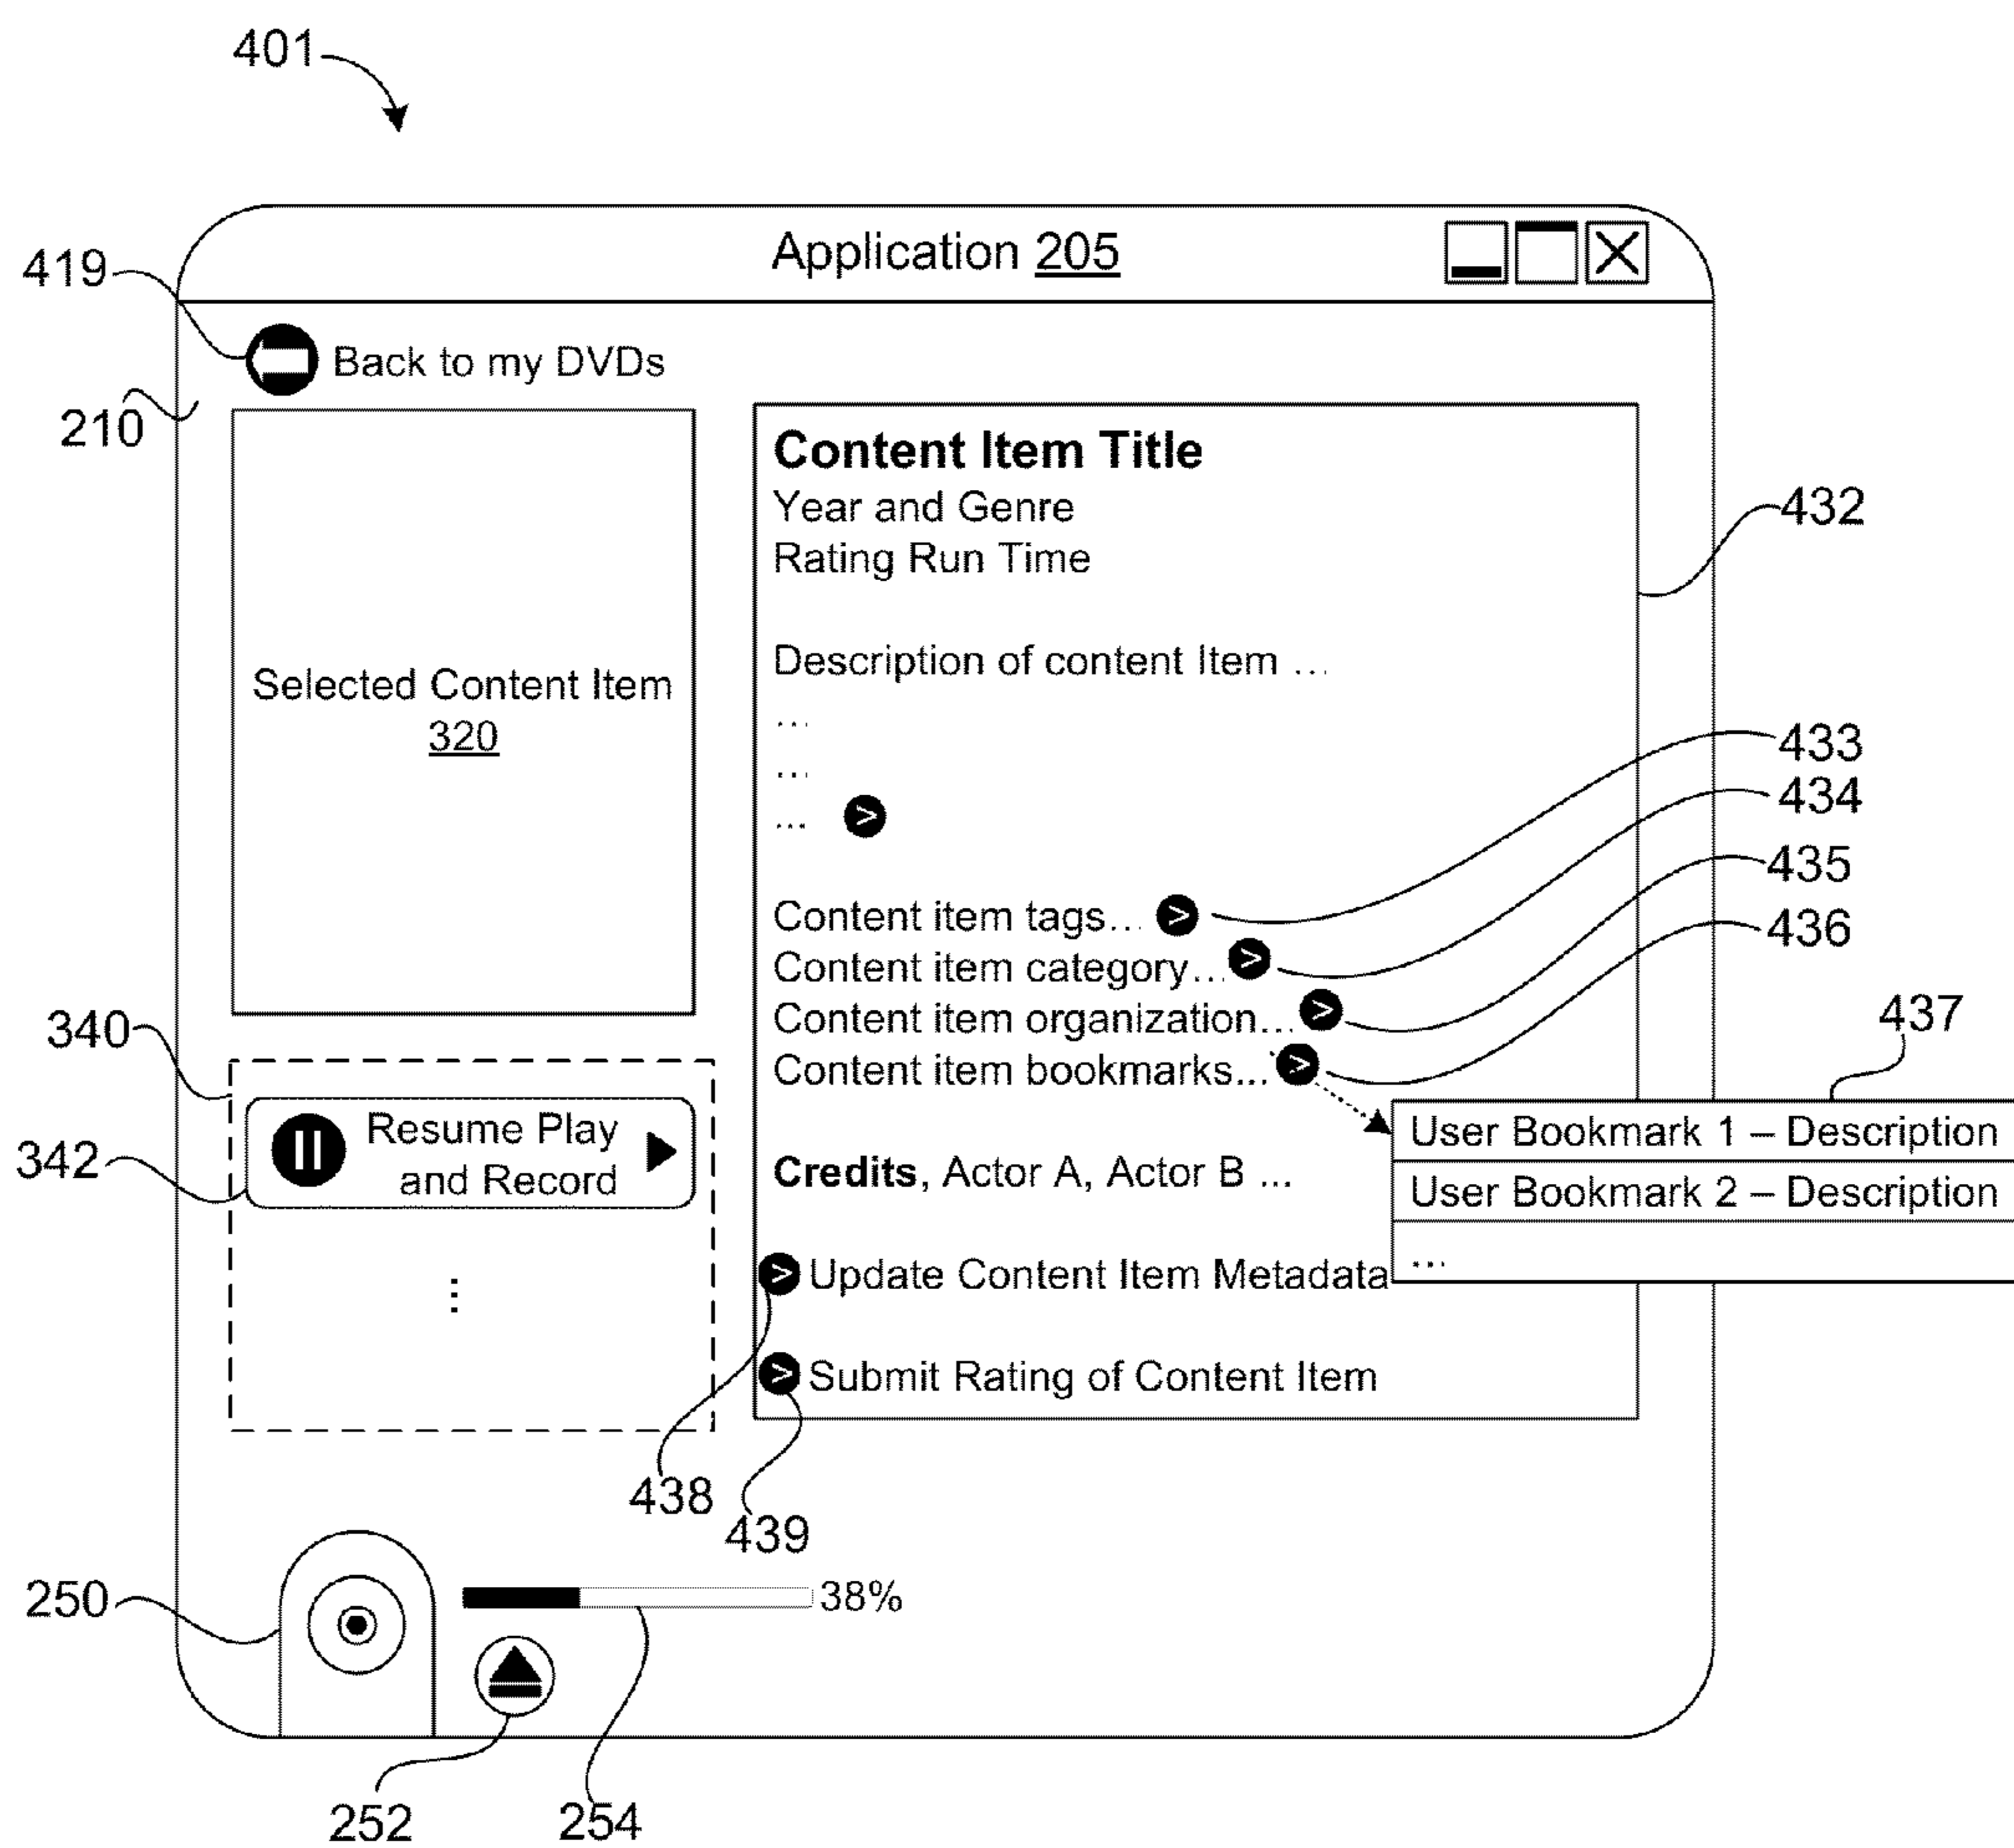 401
Application 205
419
Back to my DVDs
210
Selected Content Item
320
Content Item Title
Year and Genre
Rating Run Time
432
Description of content Item ...
...
...
... >
433
434
435
436
Content item tags... >
Content item category... >
Content item organization... >
Content item bookmarks... >
437
User Bookmark 1 – Description
User Bookmark 2 – Description
...
340
342
Resume Play
and Record
Credits, Actor A, Actor B ...
> Update Content Item Metadata
> Submit Rating of Content Item
438
439
250
38%
252
254